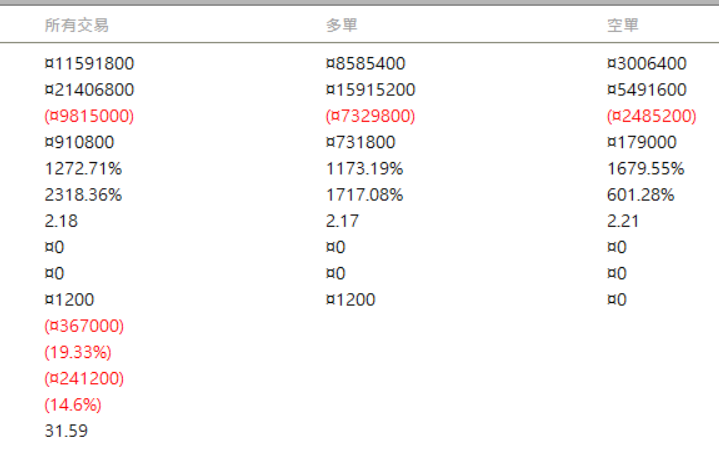 所有交易 多單 空單
¤11591800 ¤8585400 ¤3006400
¤21406800 ¤15915200 ¤5491600
(¤9815000) (¤7329800) (¤2485200)
¤910800 ¤731800 ¤179000
1272.71% 1173.19% 1679.55%
2318.36% 1717.08% 601.28%
2.18 2.17 2.21
¤0 ¤0 ¤0
¤0 ¤0 ¤0
¤1200 ¤1200 ¤0
(¤367000)
(19.33%)
(¤241200)
(14.6%)
31.59